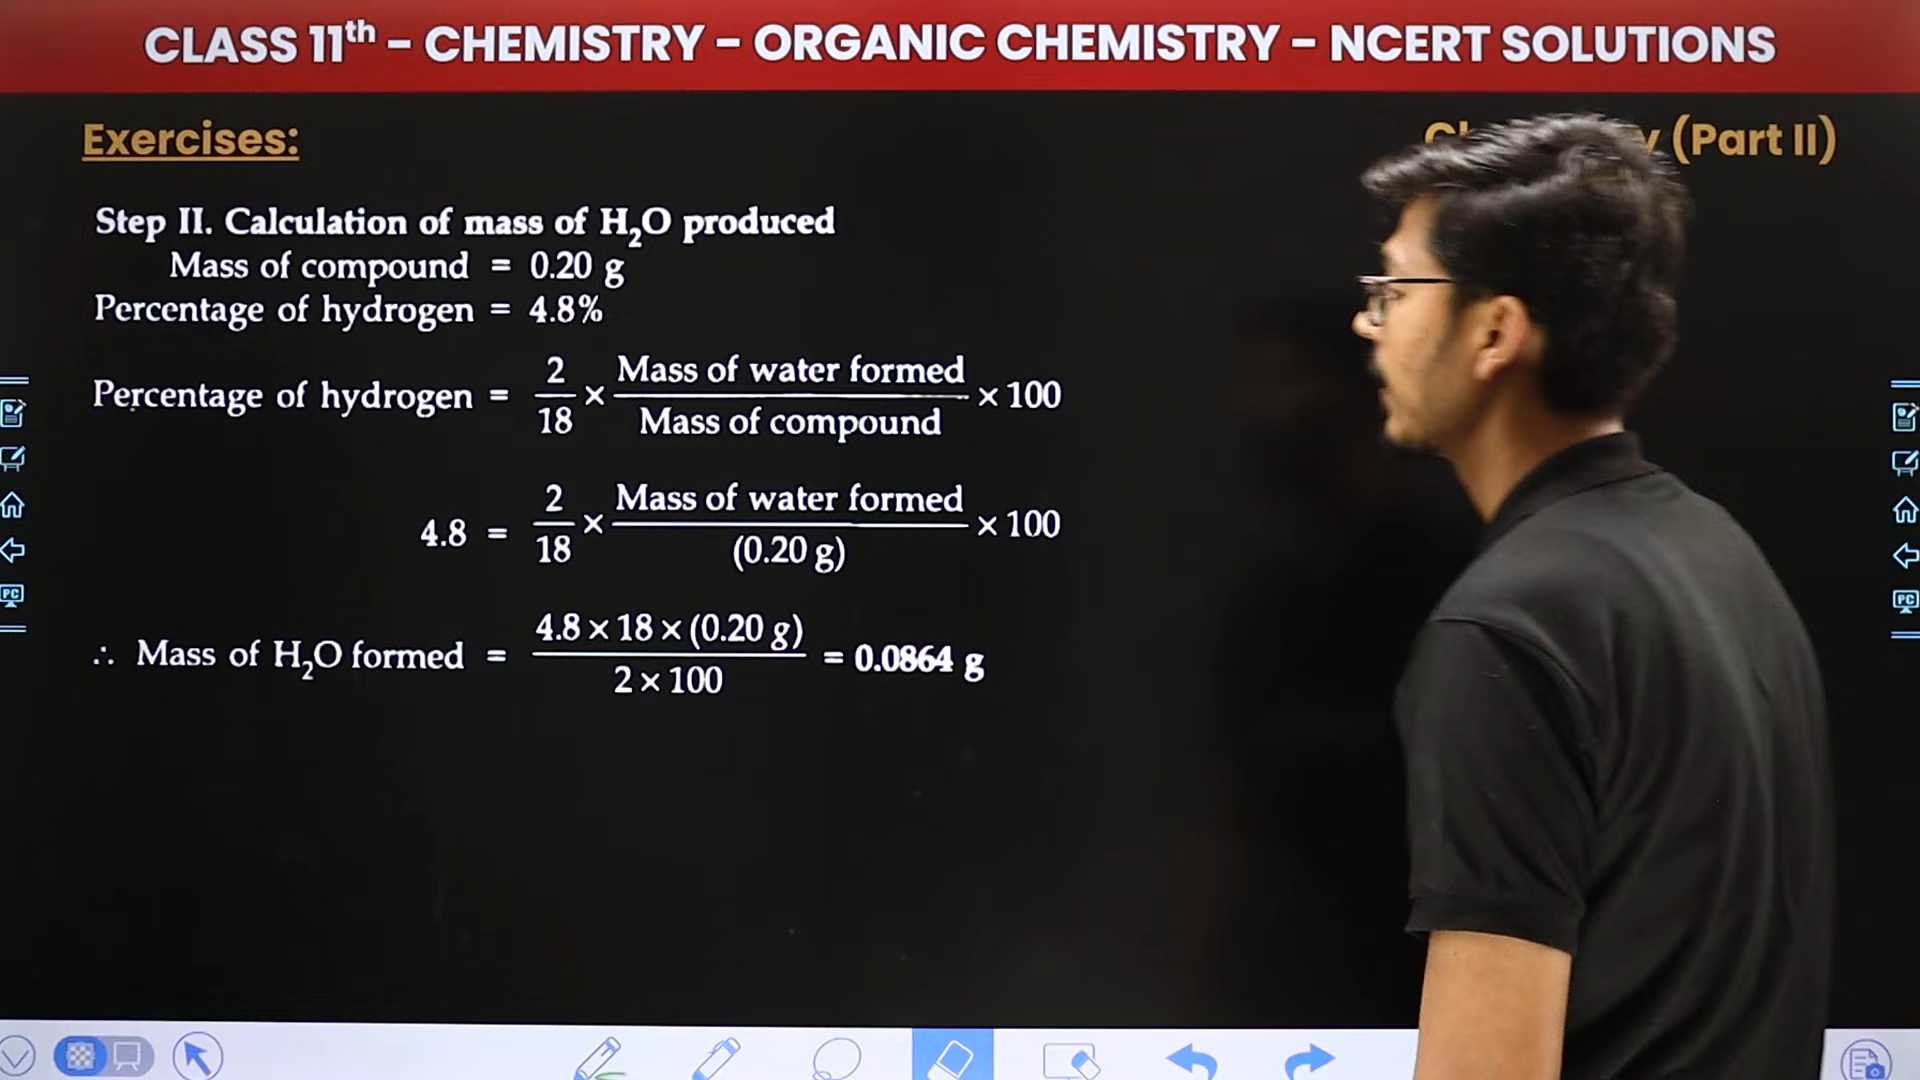 CLASS 11th – CHEMISTRY – ORGANIC CHEMISTRY – NCERT SOLUTIONS
Exercises:
(Part II)
Step II. Calculation of mass of H₂O produced
Mass of compound = 0.20 g
Percentage of hydrogen = 4.8%
Percentage of hydrogen = 2/18 × Mass of water formed/Mass of compound × 100
4.8 = 2/18 × Mass of water formed/(0.20 g) × 100
∴ Mass of H₂O formed = 4.8 × 18 × (0.20 g)/2 × 100 = 0.0864 g
PC
PC